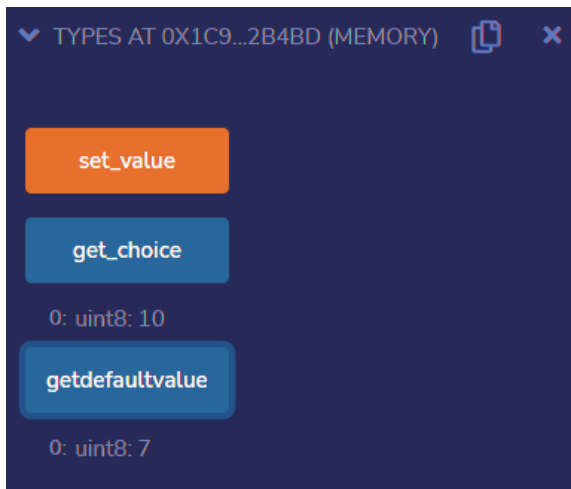 TYPES AT 0X1C9...2B4BD (MEMORY)
set_value
get_choice
0: uint8: 10
getdefaultvalue
0: uint8: 7